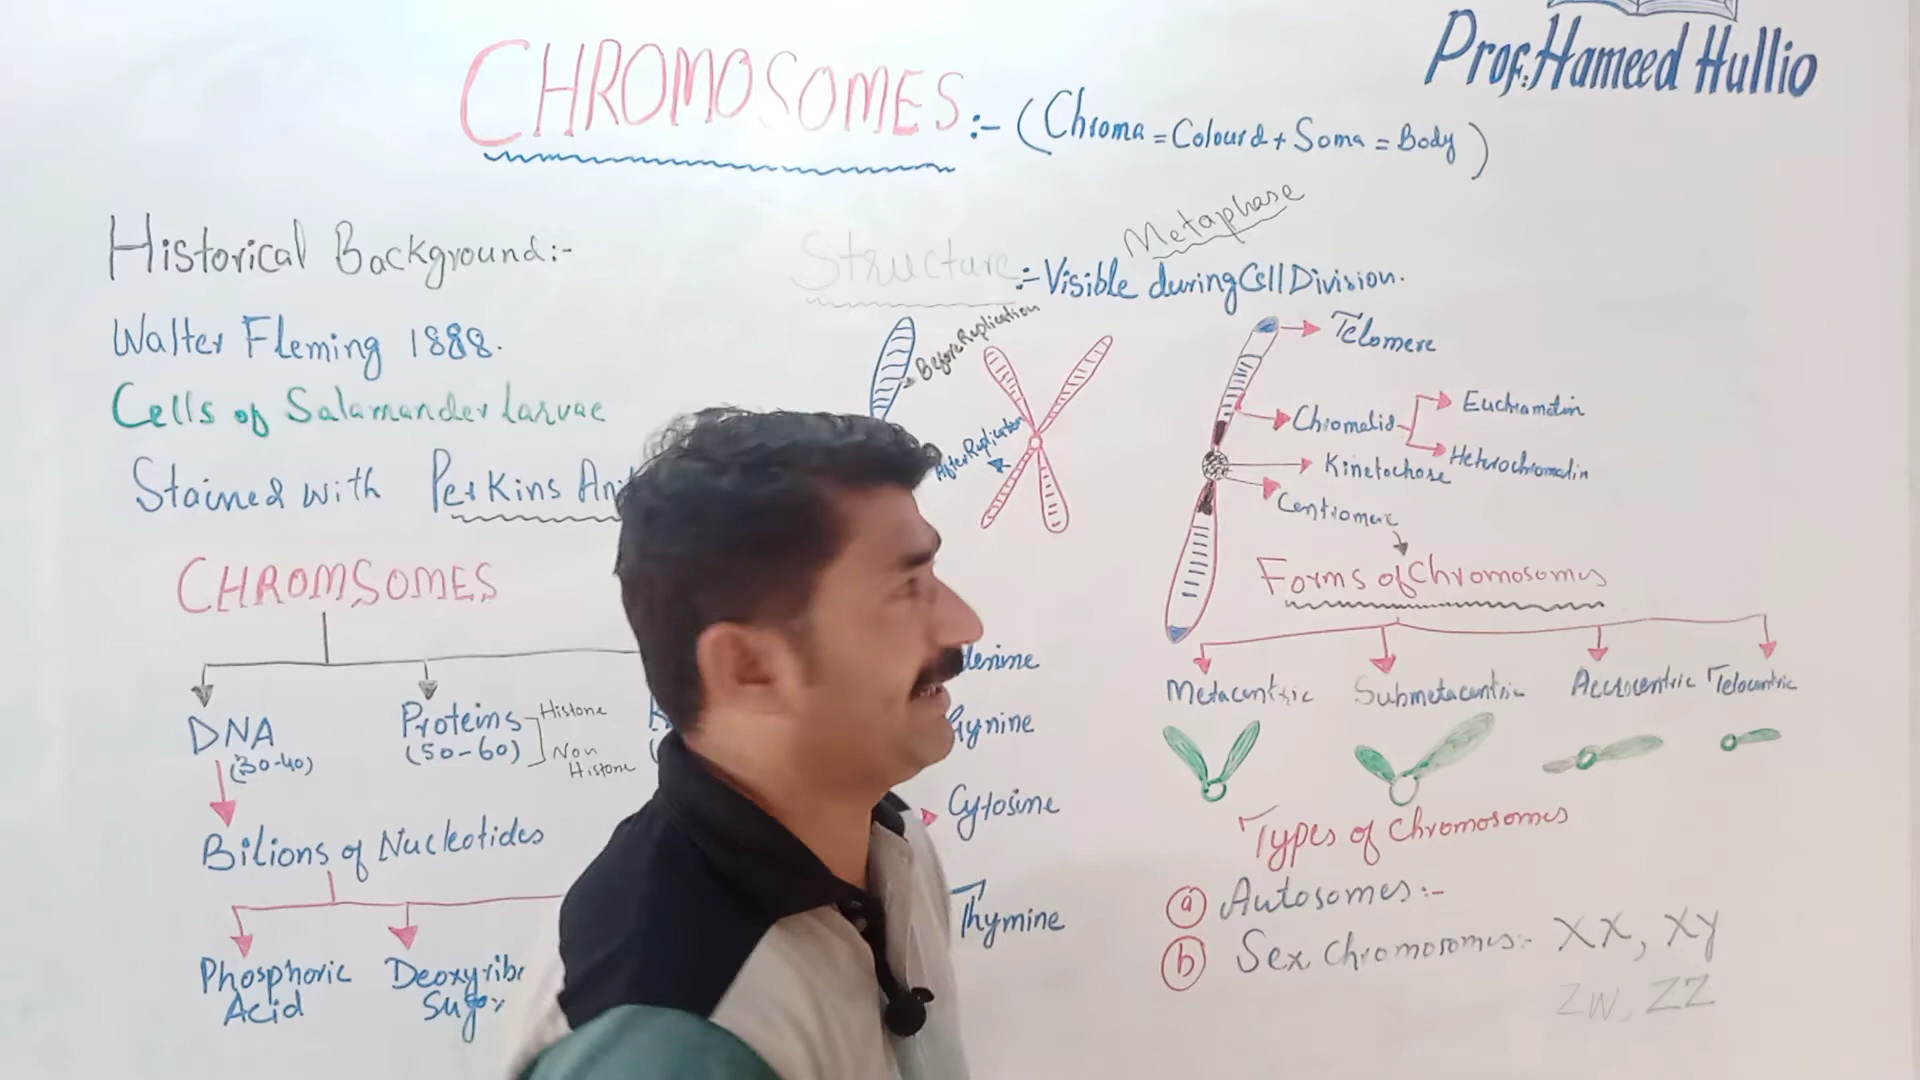 Prof. Hameed Hullio
CHROMOSOMES :- (Chroma = Colourd + Soma = Body)
Historical Background:-
Walter Fleming 1888.
Cells of Salamander larvae
Stained with Perkins
Metaphase
Structure :- Visible during Cell Division.
Before Replication
After Replication
Telomere
Chromatid
Euchromatin
Heterochromatin
Kinetochore
Centromere
CHROMSOMES
DNA
(30-40)
Proteins
(50-60)
Histone
Non
Histone
Bilions of Nucleotides
Phosphoric
Acid
Sugar
Cytosine
Thymine
Forms of Chromosomes
Metacentric Submetacentric Acrocentric Telocentric
Types of Chromosomes
(a) Autosomes:-
(b) Sex Chromosomes:- XX, XY
ZW, ZZ